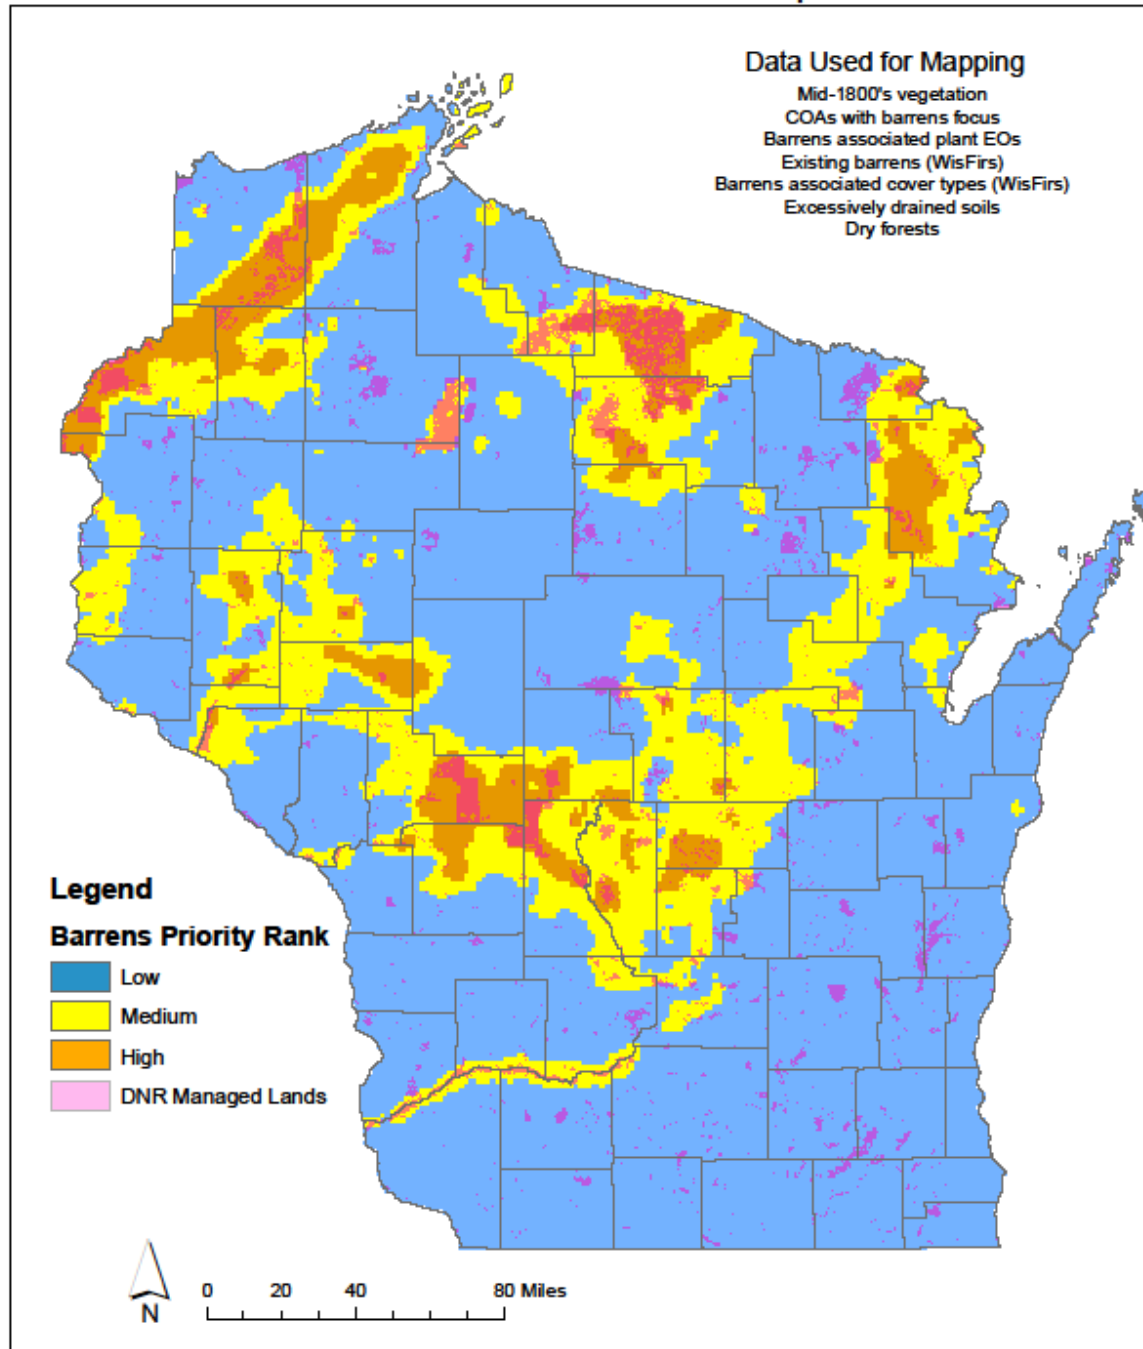 Data Used for Mapping
Mid-1800's vegetation
COAs with barrens focus
Barrens associated plant EOs
Existing barrens (WisFirs)
Barrens associated cover types (WisFirs)
Excessively drained soils
Dry forests
Legend
Barrens Priority Rank
Low
Medium
High
DNR Managed Lands
N
0 20 40 80 Miles